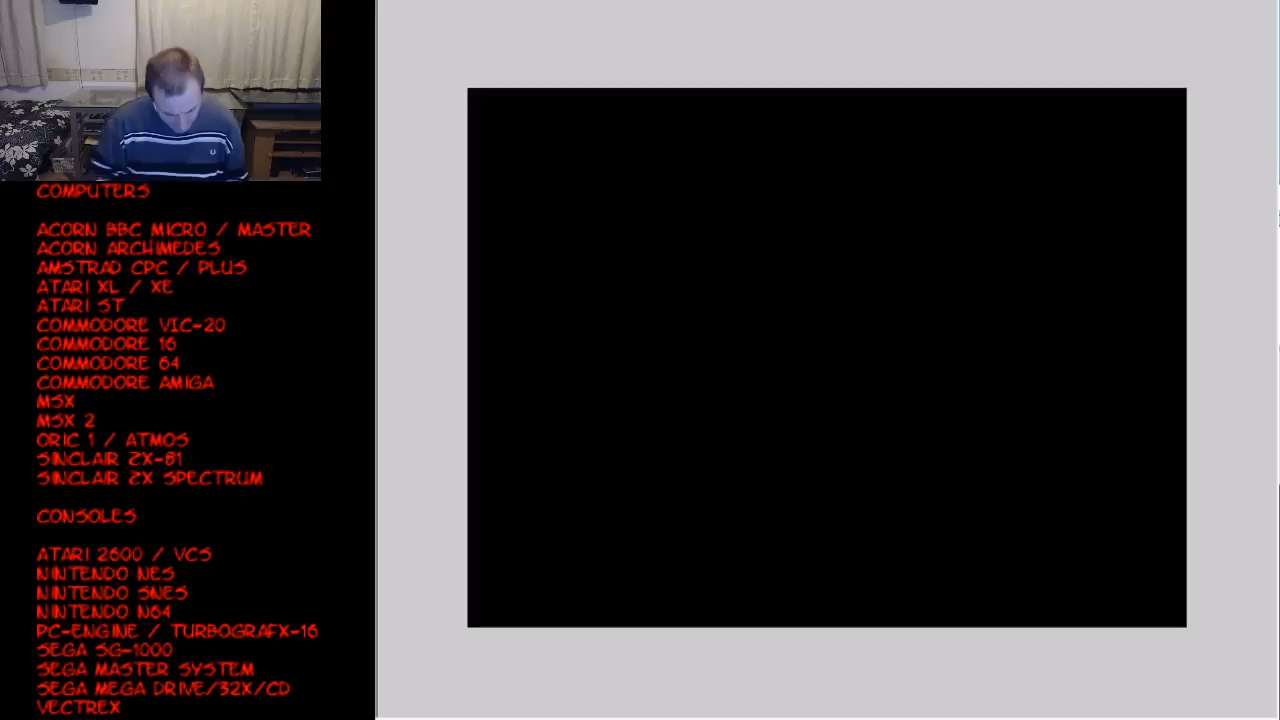 COMPUTERS
ACORN BBC MICRO / MASTER
ACORN ARCHIMEDES
AMSTRAD CPC / PLUS
ATARI XL / XE
ATARI ST
COMMODORE VIC-20
COMMODORE 16
COMMODORE 64
COMMODORE AMIGA
MSX
MSX 2
ORIC 1 / ATMOS
SINCLAIR ZX-81
SINCLAIR ZX SPECTRUM
CONSOLES
ATARI 2600 / VCS
NINTENDO NES
NINTENDO SNES
NINTENDO N64
PC-ENGINE / TURBOGRAFX-16
SEGA SG-1000
SEGA MASTER SYSTEM
SEGA MEGA DRIVE/32X/CD
VECTREX